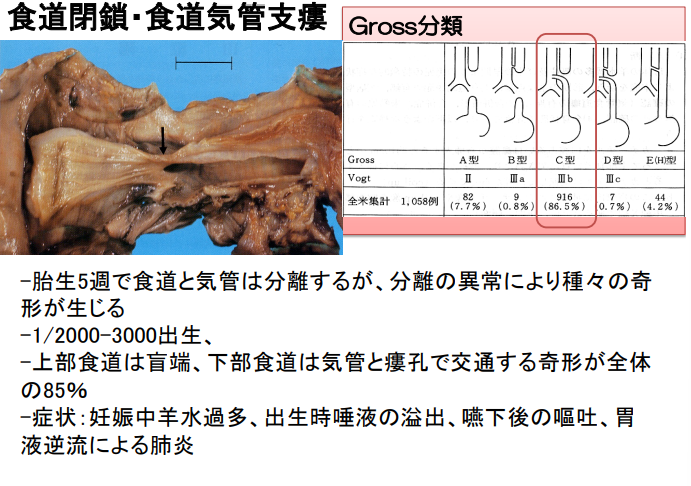 食道閉鎖・食道気管支瘻
Gross分類
Gross A型 B型 C型 D型 E(H)型
Vogt Ⅱ Ⅲa Ⅲb Ⅲc
全米集計 1,058例 82 9 916 7 44
(7.7%) (0.8%) (86.5%) (0.7%) (4.2%)
-胎生5週で食道と気管は分離するが、分離の異常により種々の奇
形が生じる
-1/2000-3000出生、
-上部食道は盲端、下部食道は気管と瘻孔で交通する奇形が全体
の85%
-症状：妊娠中羊水過多、出生時唾液の溢出、嚥下後の嘔吐、胃
液逆流による肺炎